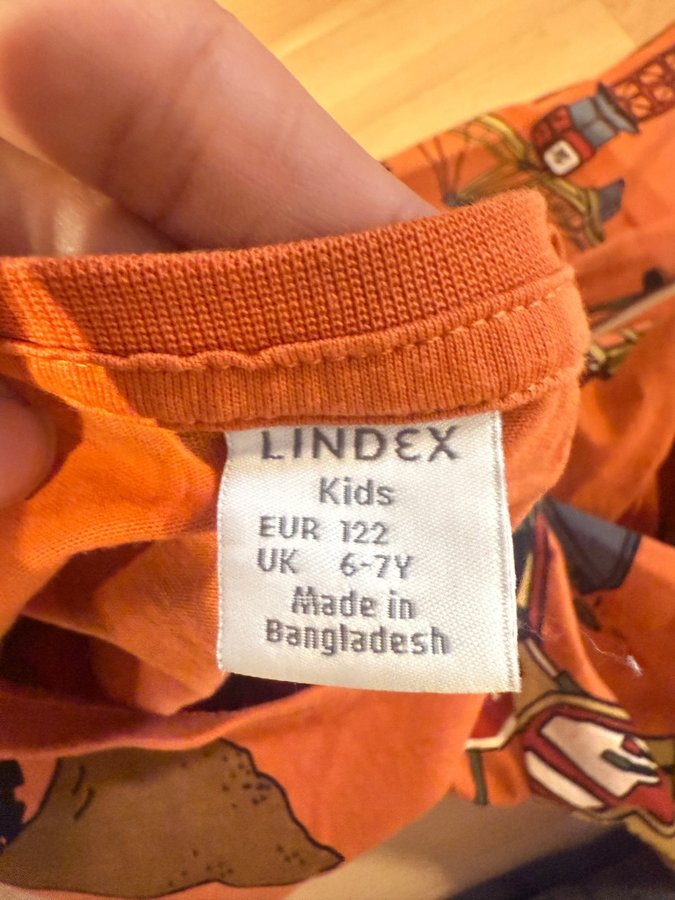 LINDEX
Kids
EUR 122
UK 6-7Y
Made in
Bangladesh